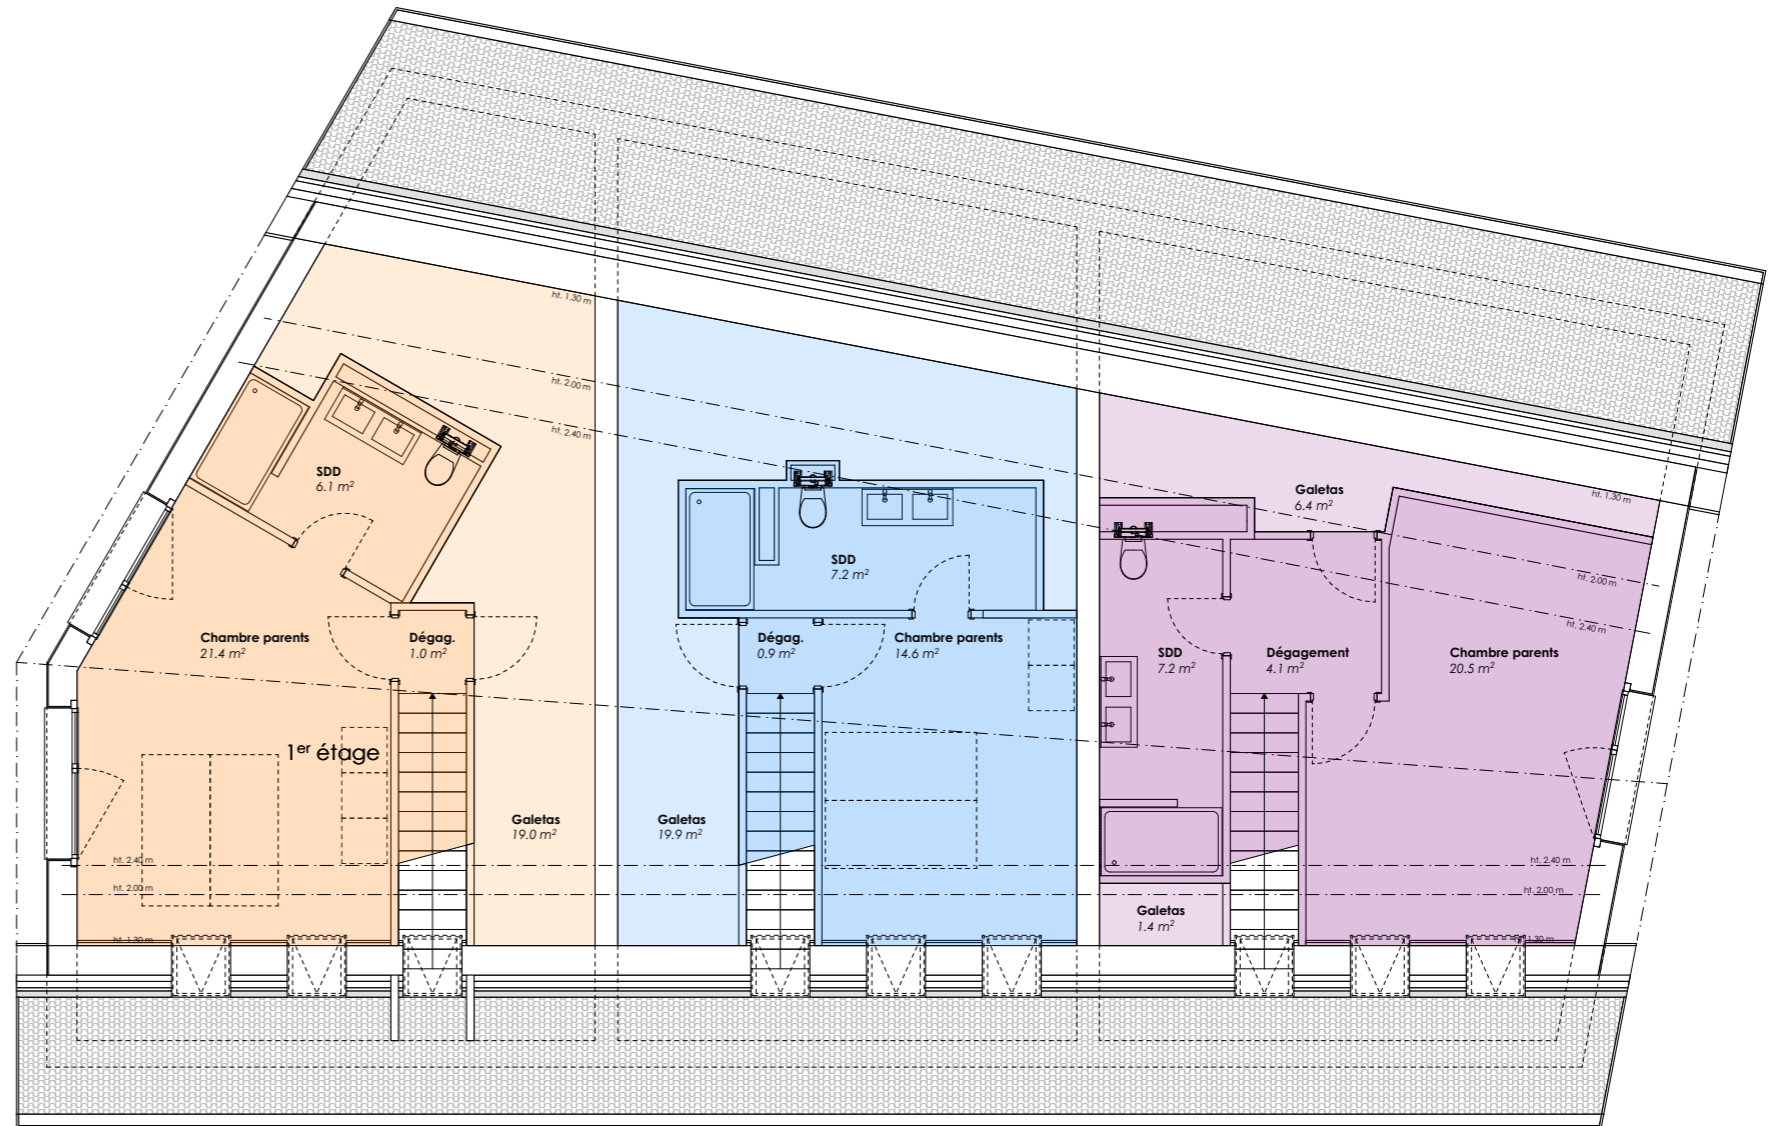 ht. 1.30 m
ht. 2.00 m
ht. 2.40 m
SDD
6.1 m²
Chambre parents
21.4 m²
Dégag.
1.0 m²
1er étage
Galetas
19.0 m²
ht. 2.40 m
ht. 2.00 m
ht. 1.30 m
SDD
7.2 m²
Dégag.
0.9 m²
Chambre parents
14.6 m²
Galetas
19.9 m²
Galetas
6.4 m²
ht. 1.30 m
ht. 2.00 m
ht. 2.40 m
SDD
7.2 m²
Dégagement
4.1 m²
Chambre parents
20.5 m²
Galetas
1.4 m²
ht. 2.40 m
ht. 2.00 m
ht. 1.30 m